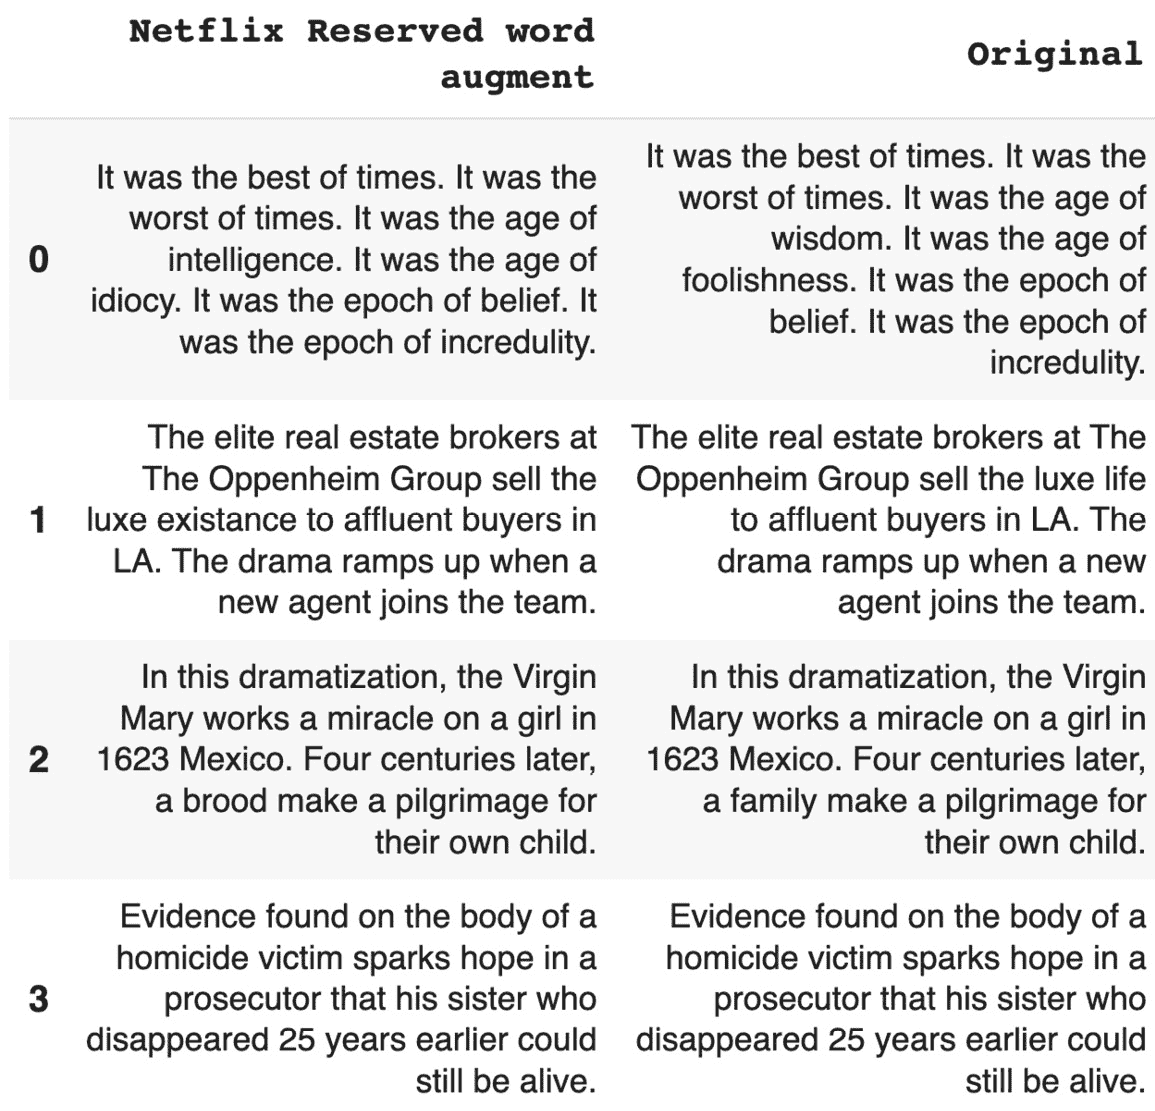 Netflix Reserved word
augment
Original
0
It was the best of times. It was the
worst of times. It was the age of
intelligence. It was the age of
idiocy. It was the epoch of belief. It
was the epoch of incredulity.
It was the best of times. It was the
worst of times. It was the age of
wisdom. It was the age of
foolishness. It was the epoch of
belief. It was the epoch of
incredulity.
1
The elite real estate brokers at
The Oppenheim Group sell the
luxe existance to affluent buyers in
LA. The drama ramps up when a
new agent joins the team.
The elite real estate brokers at The
Oppenheim Group sell the luxe life
to affluent buyers in LA. The
drama ramps up when a new
agent joins the team.
2
In this dramatization, the Virgin
Mary works a miracle on a girl in
1623 Mexico. Four centuries later,
a brood make a pilgrimage for
their own child.
In this dramatization, the Virgin
Mary works a miracle on a girl in
1623 Mexico. Four centuries later,
a family make a pilgrimage for
their own child.
3
Evidence found on the body of a
homicide victim sparks hope in a
prosecutor that his sister who
disappeared 25 years earlier could
still be alive.
Evidence found on the body of a
homicide victim sparks hope in a
prosecutor that his sister who
disappeared 25 years earlier could
still be alive.